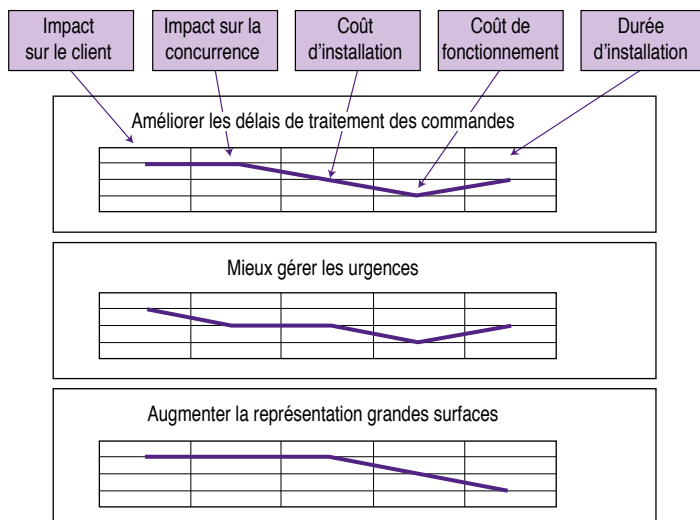 Impact
sur le client
Impact sur la
concurrence
Coût
d'installation
Coût de
fonctionnement
Durée
d'installation
Améliorer les délais de traitement des commandes
Mieux gérer les urgences
Augmenter la représentation grandes surfaces